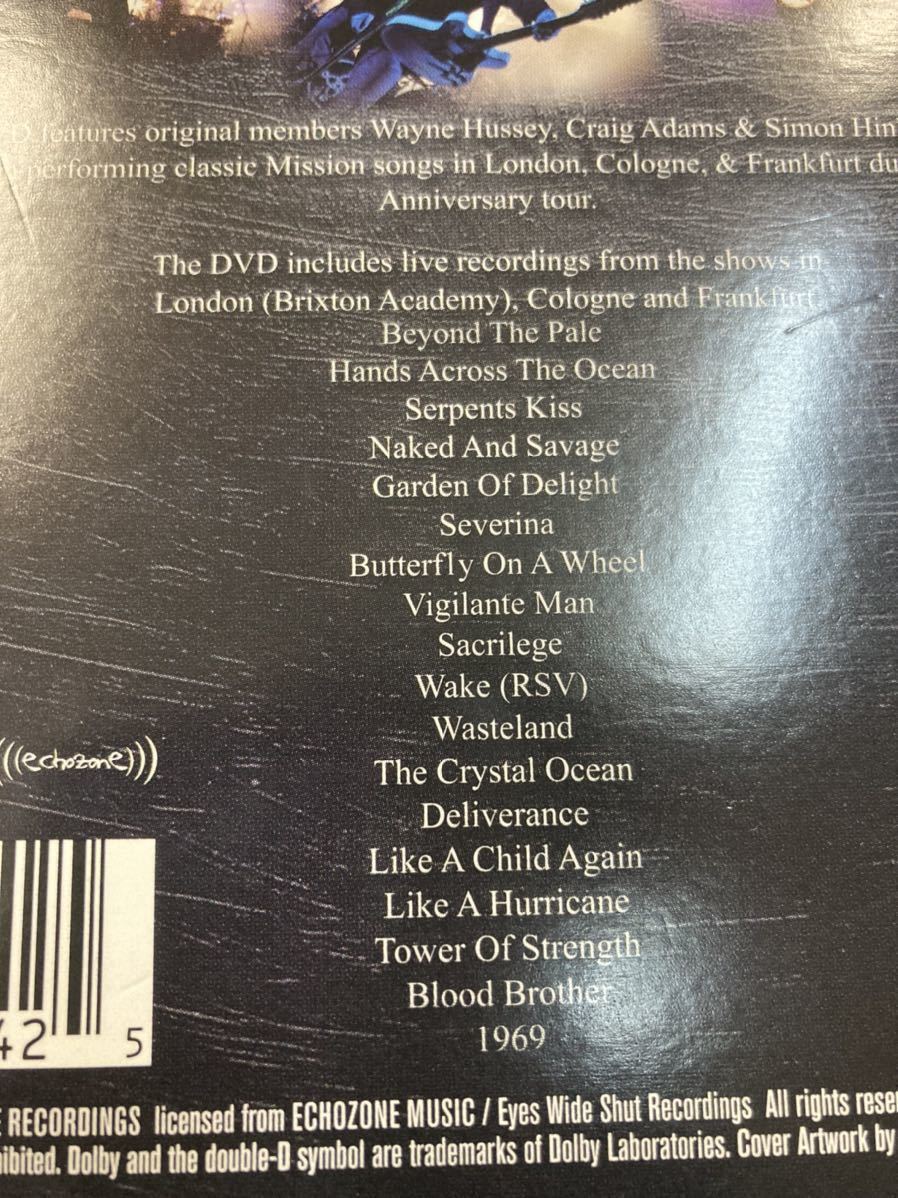 D features original members Wayne Hussey, Craig Adams & Simon Hin
performing classic Mission songs in London, Cologne, & Frankfurt du
Anniversary tour.
The DVD includes live recordings from the shows in
London (Brixton Academy), Cologne and Frankfurt.
Beyond The Pale
Hands Across The Ocean
Serpents Kiss
Naked And Savage
Garden Of Delight
Severina
Butterfly On A Wheel
Vigilante Man
Sacrilege
Wake (RSV)
Wasteland
(((echozone)))
The Crystal Ocean
Deliverance
Like A Child Again
Like A Hurricane
Tower Of Strength
Blood Brother
1969
42 5
E RECORDINGS licensed from ECHOZONE MUSIC / Eyes Wide Shut Recordings All rights reser
ibited. Dolby and the double-D symbol are trademarks of Dolby Laboratories. Cover Artwork by